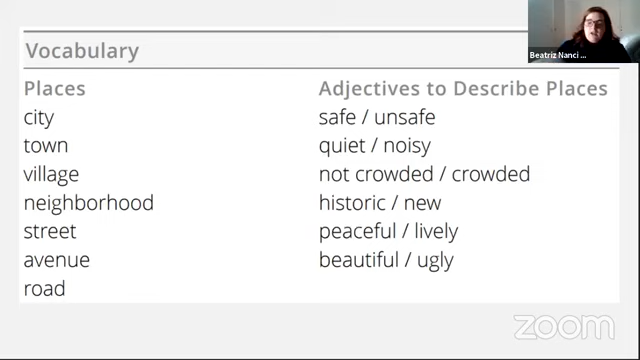 Beatriz Nanci ...
Vocabulary
Places
city
town
village
neighborhood
street
avenue
road
Adjectives to Describe Places
safe / unsafe
quiet / noisy
not crowded / crowded
historic / new
peaceful / lively
beautiful / ugly
zoom